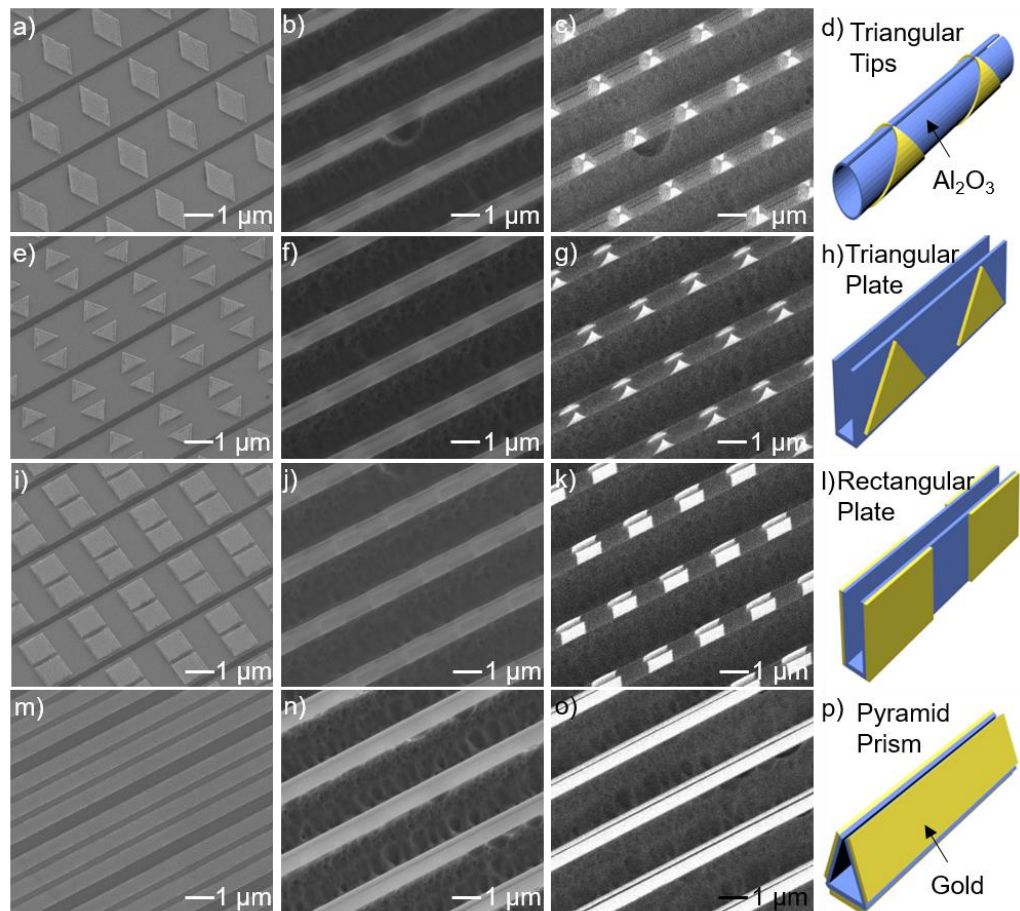 a)
1 μm
b)
1 μm
c)
1 μm
d) Triangular
Tips
Al₂O₃
e)
1 μm
f)
1 μm
g)
1 μm
h) Triangular
Plate
i)
1 μm
j)
1 μm
k)
1 μm
l) Rectangular
Plate
m)
1 μm
n)
1 μm
o)
1 μm
p) Pyramid
Prism
Gold